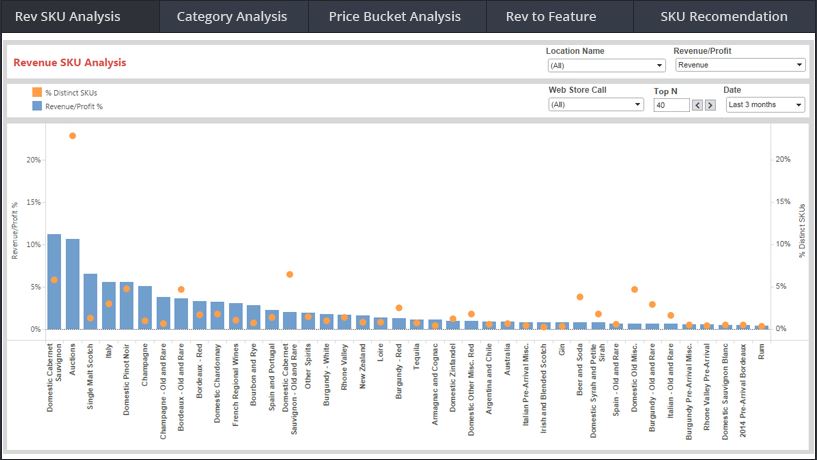 Rev SKU Analysis
Category Analysis
Price Bucket Analysis
Rev to Feature
SKU Recomendation
Revenue SKU Analysis
Location Name
(All)
Revenue/Profit
Revenue
% Distinct SKUs
Revenue/Profit %
Web Store Call
(All)
Top N
40
Date
Last 3 months
Revenue/Profit %
20%
15%
10%
5%
0%
20%
15%
10%
5%
0%
% Distinct SKUs
Domestic Cabernet
Sauvignon
Auctions
Single Malt Scotch
Italy
Domestic Pinot Noir
Champagne
Champagne - Old and Rare
Bordeaux - Old and Rare
Bordeaux - Red
Domestic Chardonnay
French Regional Wines
Bourbon and Rye
Spain and Portugal
Domestic Cabernet
Sauvignon - Old and Rare
Other Spirits
Burgundy - White
Rhone Valley
New Zealand
Loire
Burgundy - Red
Tequila
Armagnac and Cognac
Domestic Zinfandel
Domestic Other Misc. Red
Argentina and Chile
Australia
Italian Pre-Arrival Misc.
Irish and Blended Scotch
Gin
Beer and Soda
Domestic Syrah and Petite
Sirah
Spain - Old and Rare
Domestic Old Misc.
Burgundy - Old and Rare
Italian - Old and Rare
Burgundy Pre-Arrival Misc.
Rhone Valley Pre-Arrival
Domestic Sauvignon Blanc
2014 Pre-Arrival Bordeaux
Rum